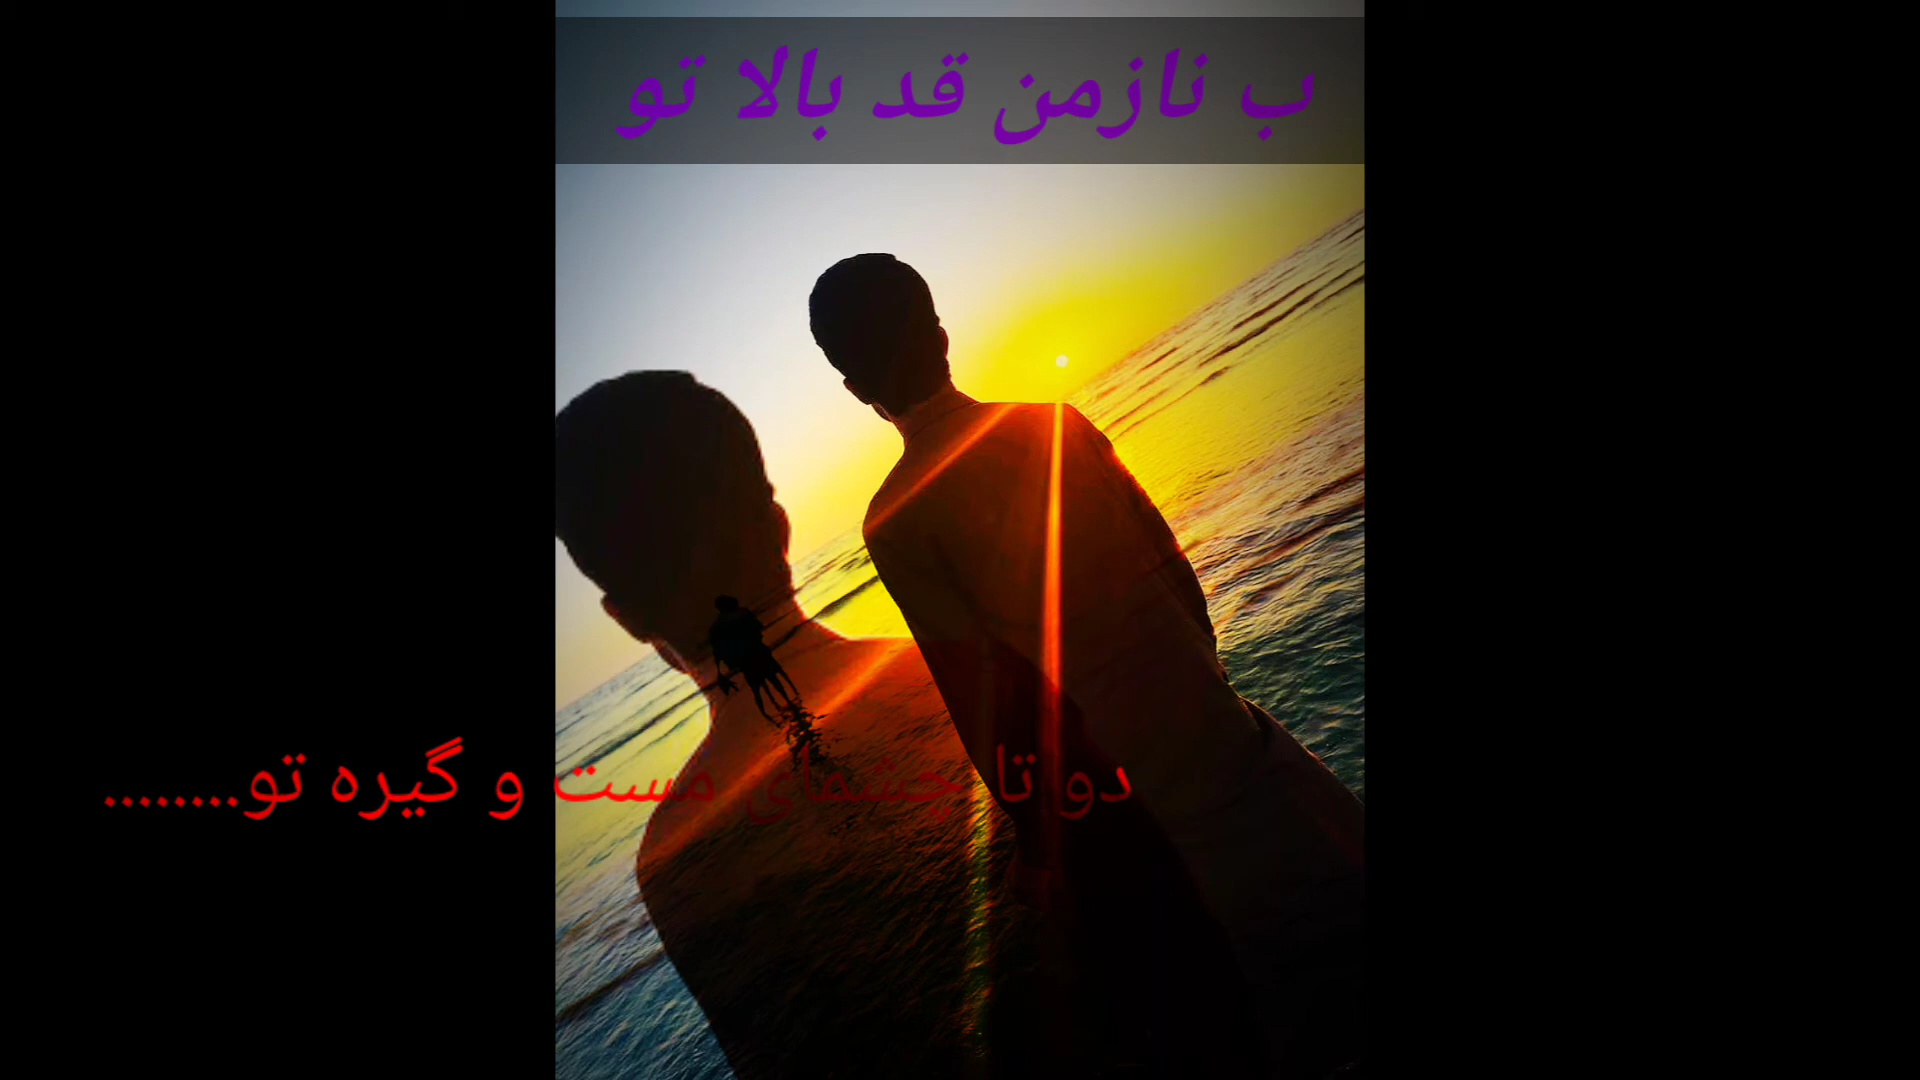 ب نازمن قد بالا تو
دو تا چشمای مست و گیره تو........